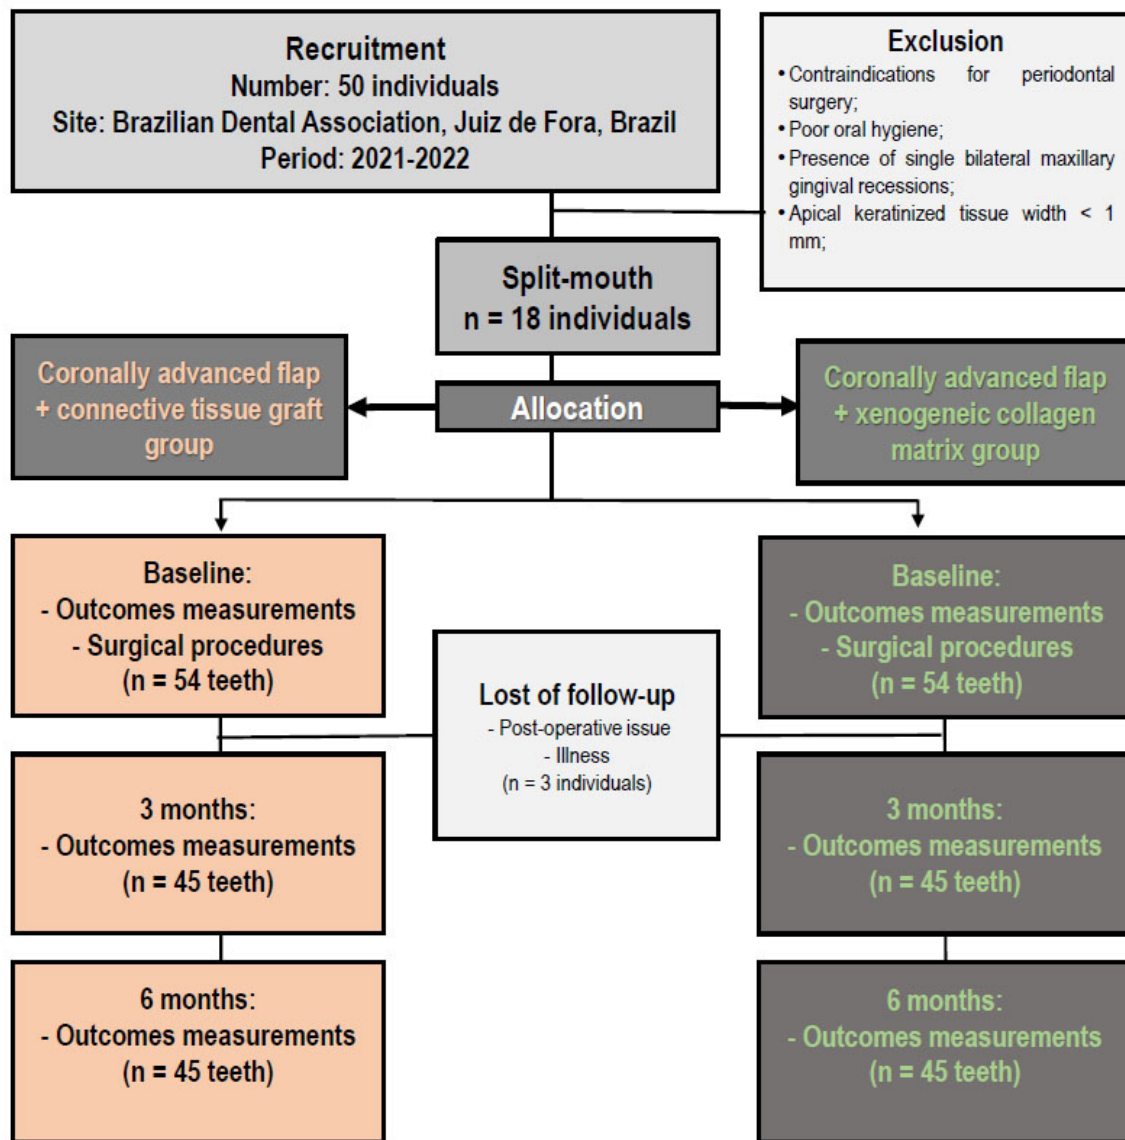 Recruitment
Number: 50 individuals
Site: Brazilian Dental Association, Juiz de Fora, Brazil
Period: 2021-2022
Exclusion
• Contraindications for periodontal
surgery;
• Poor oral hygiene;
• Presence of single bilateral maxillary
gingival recessions;
• Apical keratinized tissue width < 1
mm;
Split-mouth
n = 18 individuals
Coronally advanced flap
+ connective tissue graft
group
Allocation
Coronally advanced flap
+ xenogeneic collagen
matrix group
Baseline:
- Outcomes measurements
- Surgical procedures
(n = 54 teeth)
Baseline:
- Outcomes measurements
- Surgical procedures
(n = 54 teeth)
Lost of follow-up
- Post-operative issue
- Illness
(n = 3 individuals)
3 months:
- Outcomes measurements
(n = 45 teeth)
3 months:
- Outcomes measurements
(n = 45 teeth)
6 months:
- Outcomes measurements
(n = 45 teeth)
6 months:
- Outcomes measurements
(n = 45 teeth)